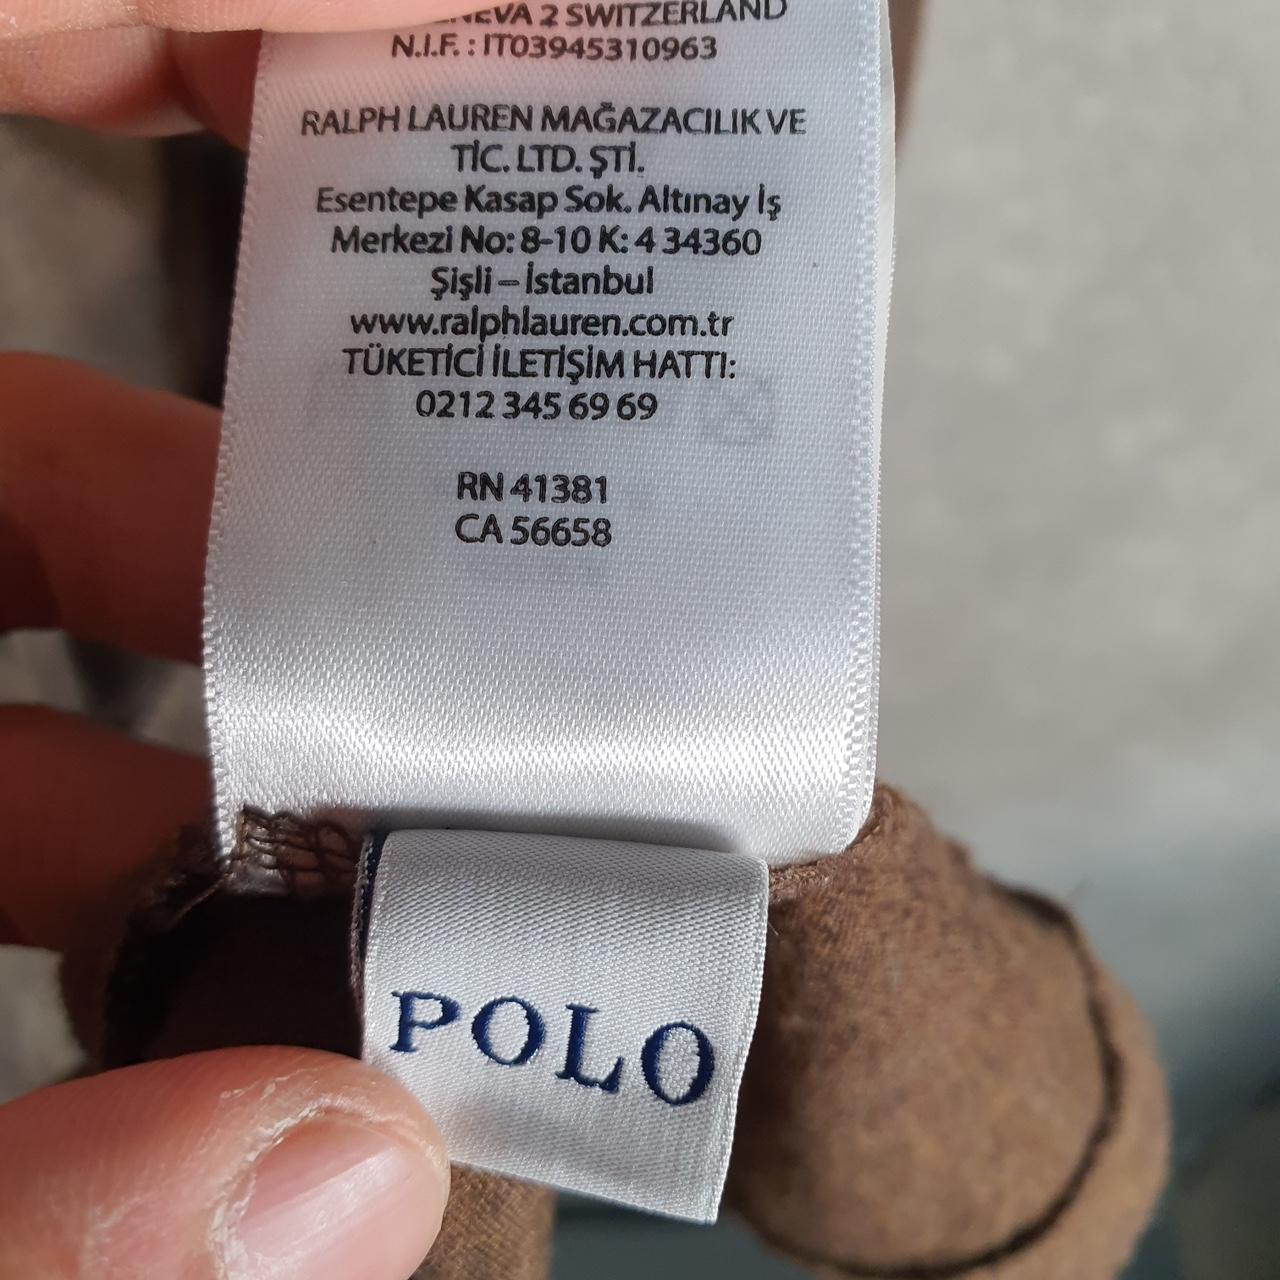 2 SWITZERLAND
N.I.F. : IT03945310963
RALPH LAUREN MAĞAZACILIK VE
TİC. LTD. ŞTİ.
Esentepe Kasap Sok. Altınay İş
Merkezi No: 8-10 K: 4 34360
Şişli – İstanbul
www.ralphlauren.com.tr
TÜKETİCİ İLETİŞİM HATTI:
0212 345 69 69
RN 41381
CA 56658
POLO